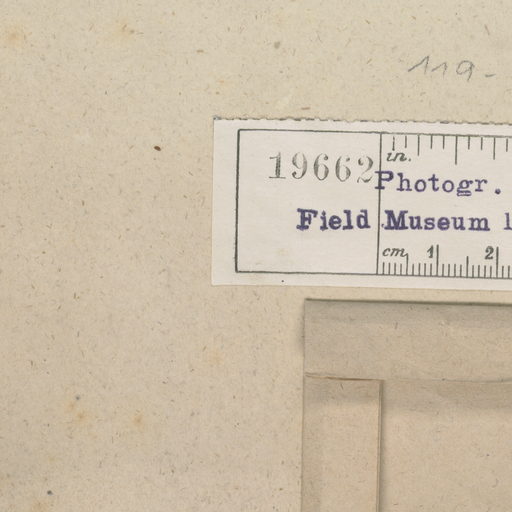 119-
19662
in.
Photogr.
Field Museum
cm 1 2